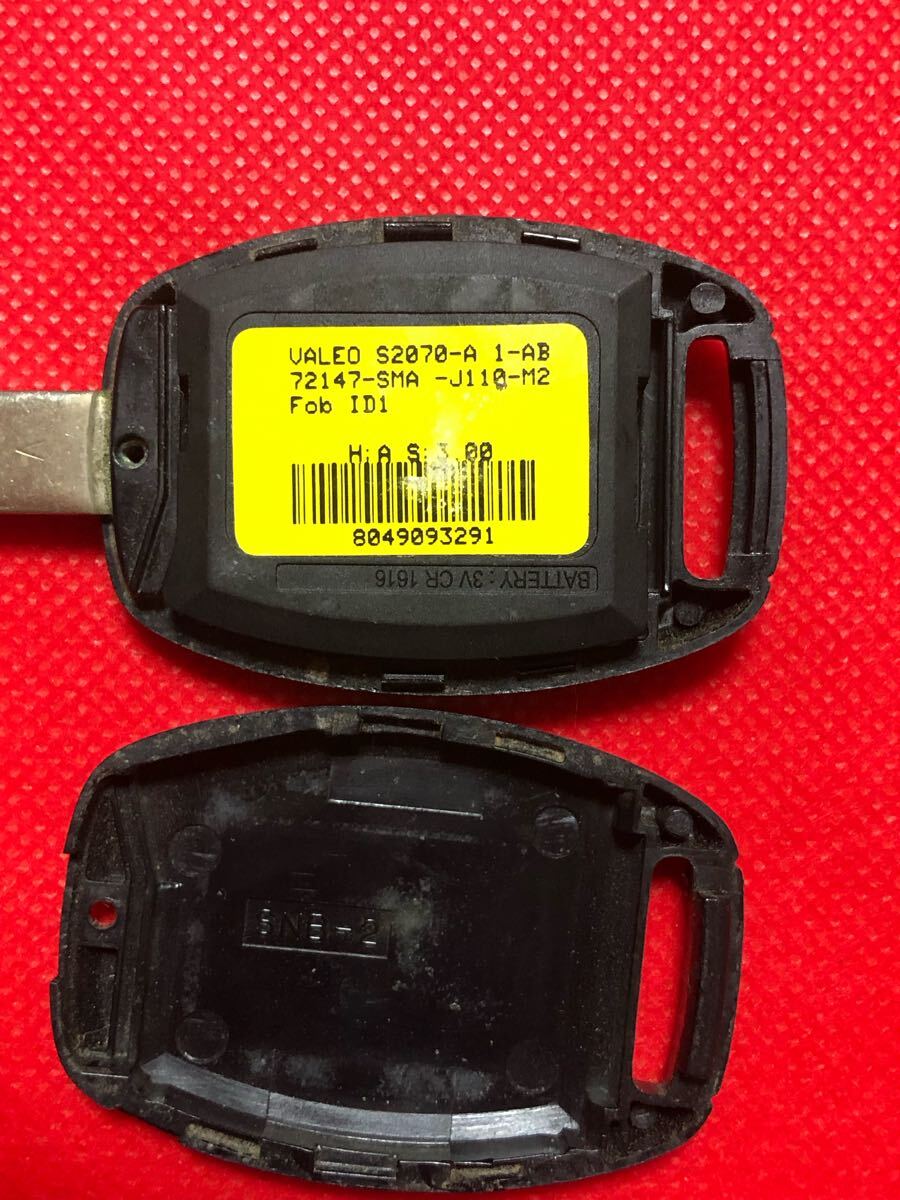 VALEO S2070-A 1-AB
72147-SMA -J110-M2
Fob ID1
H:A S:3.00
8049093291
BATTERY : 3V CR 1616
SNB-2